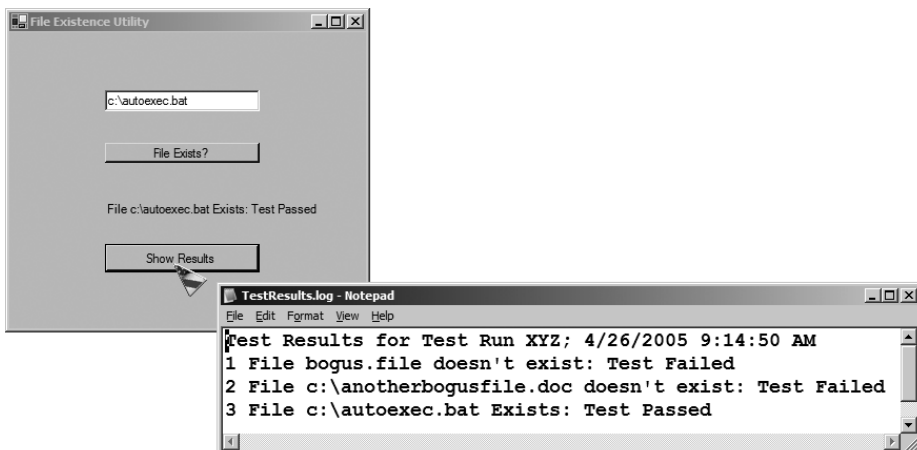 File Existence Utility
c:\autoexec.bat
File Exists?
File c:\autoexec.bat Exists: Test Passed
Show Results
TestResults.log - Notepad
File Edit Format View Help
Test Results for Test Run XYZ; 4/26/2005 9:14:50 AM
1 File bogus.file doesn't exist: Test Failed
2 File c:\anotherbogusfile.doc doesn't exist: Test Failed
3 File c:\autoexec.bat Exists: Test Passed